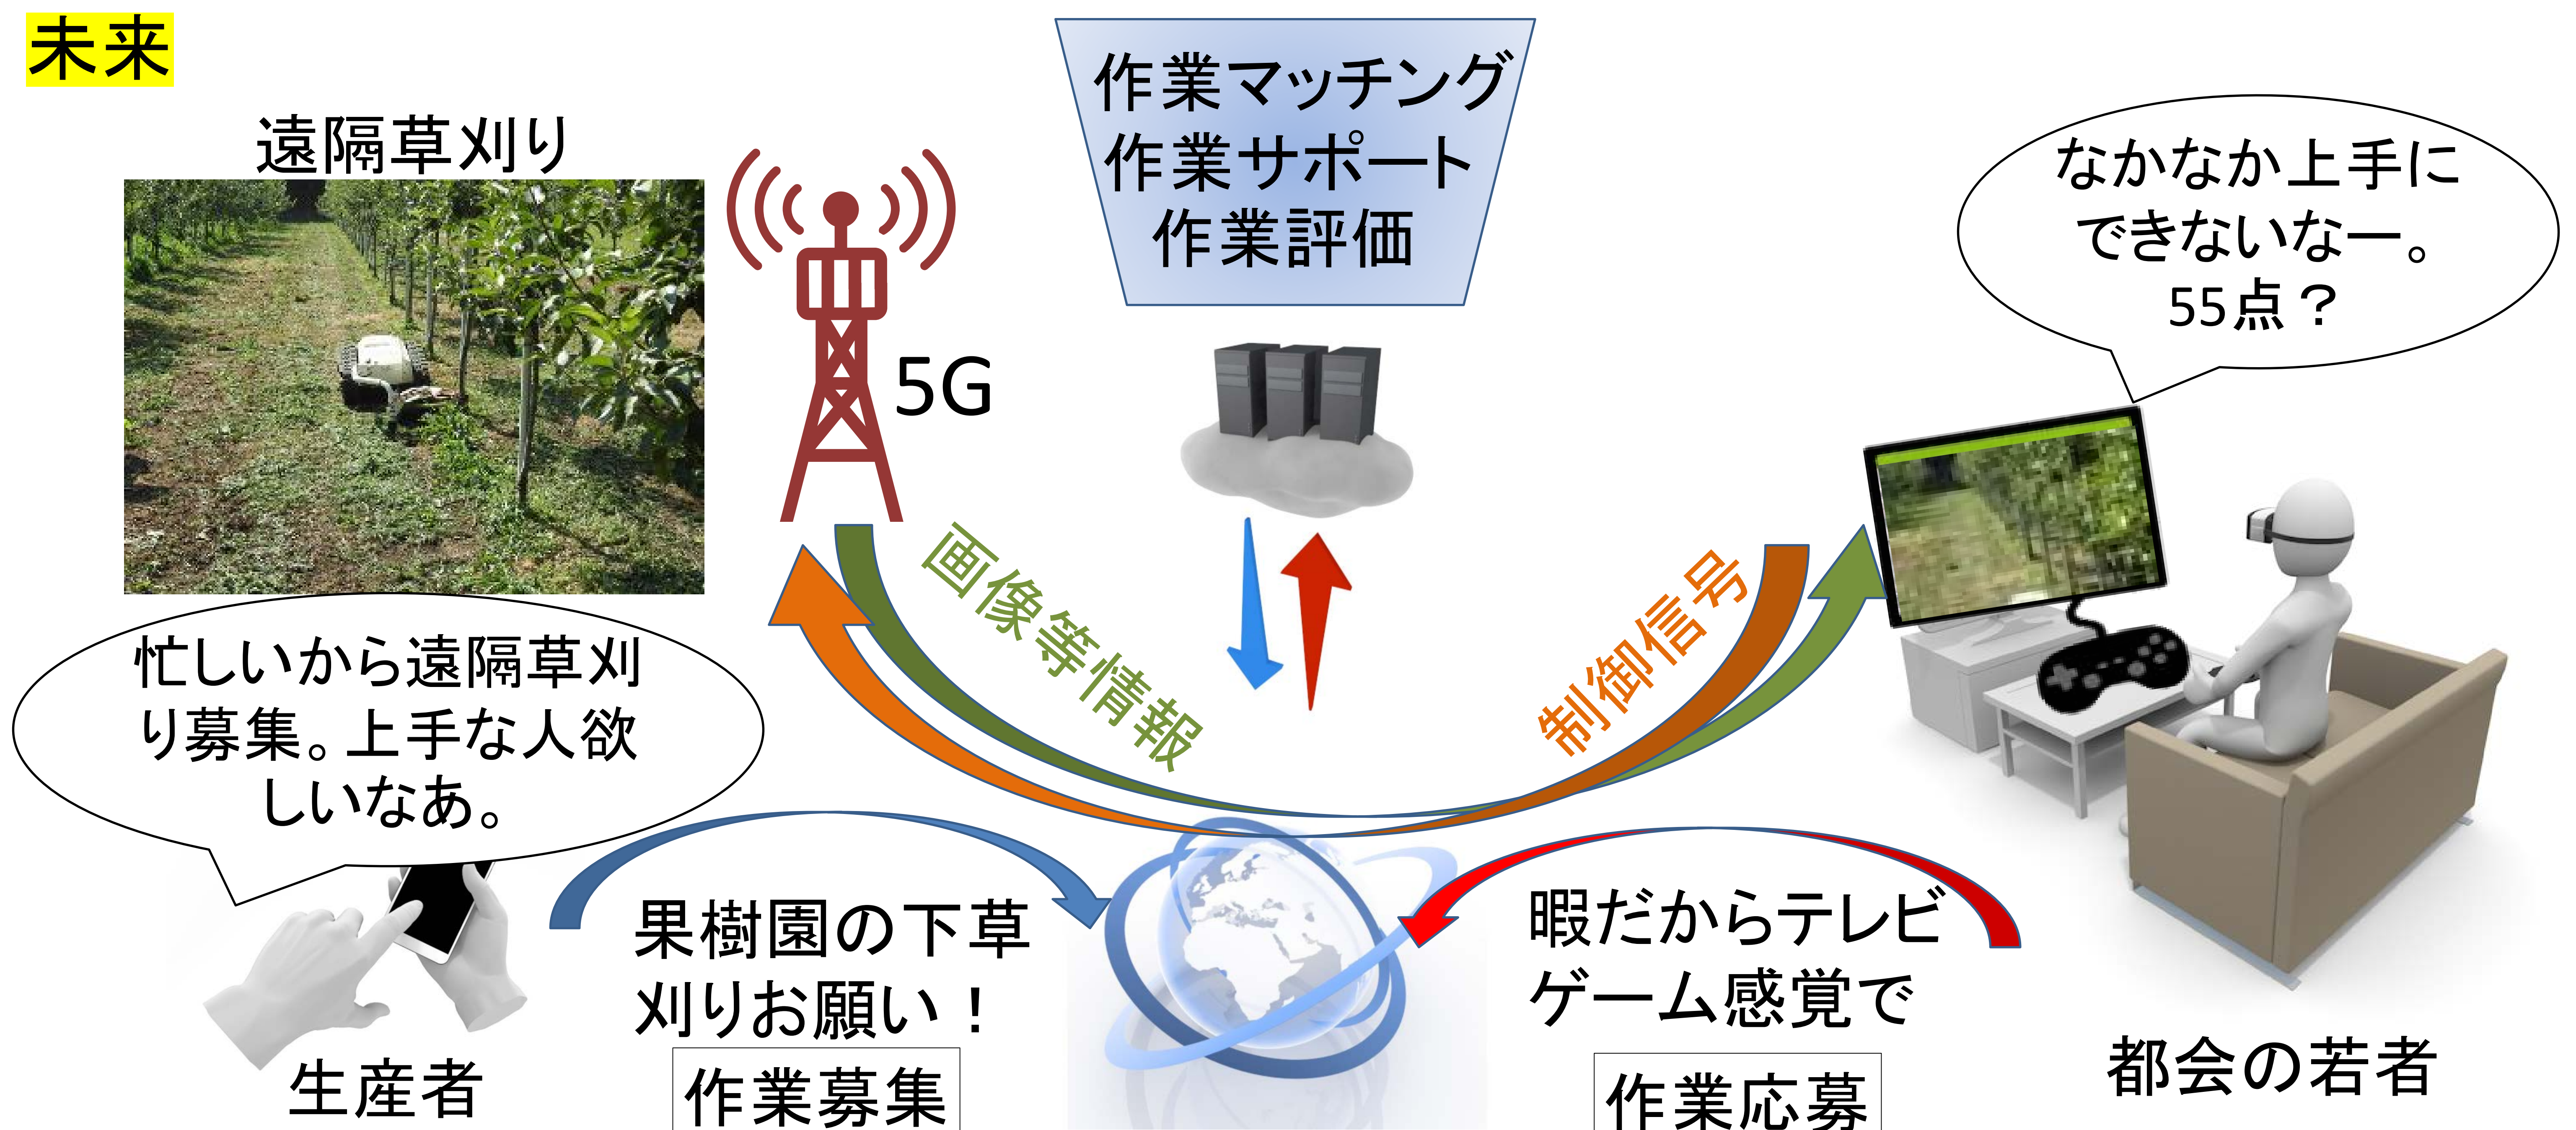 未来
遠隔草刈り
5G
作業マッチング
作業サポート
作業評価
なかなか上手に
できないなー。
55点？
画像等情報
制御信号
忙しいから遠隔草刈
り募集。上手な人欲
しいなあ。
果樹園の下草
刈りお願い！
作業募集
生産者
暇だからテレビ
ゲーム感覚で
作業応募
都会の若者